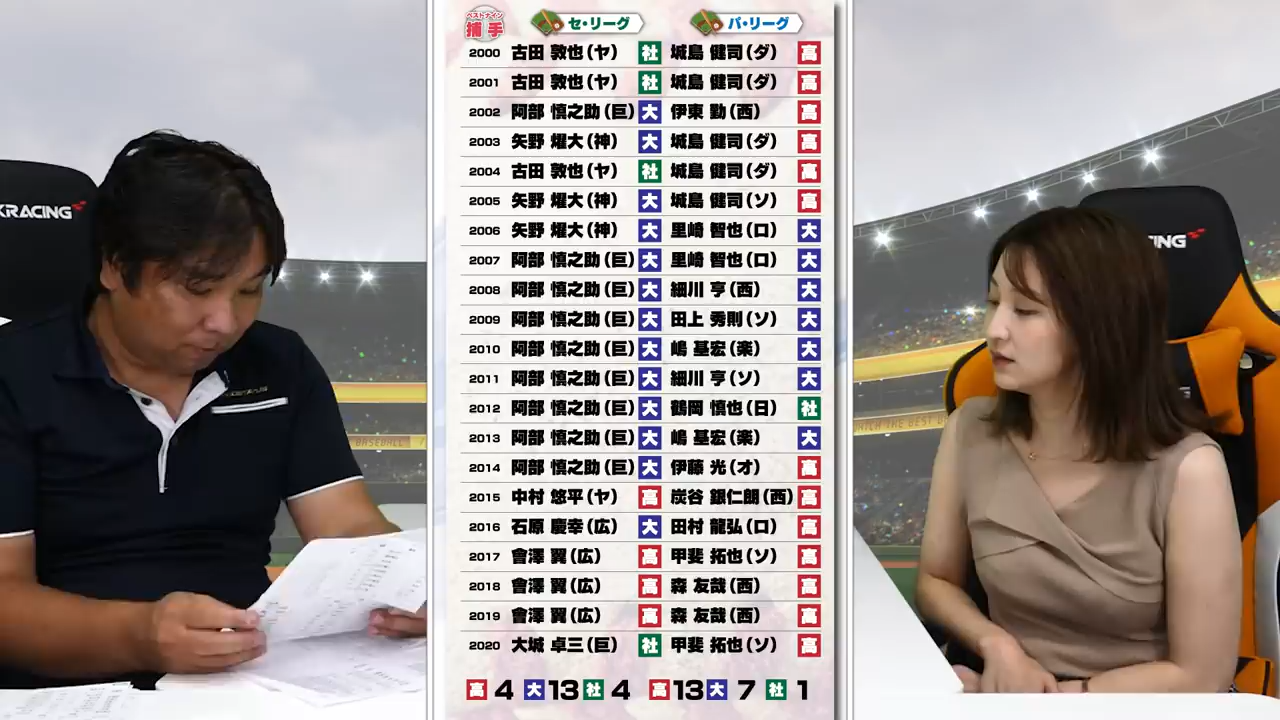 ベストナイン
捕手
セ・リーグ パ・リーグ
2000 古田 敦也(ヤ) 社 城島 健司(ダ) 高
2001 古田 敦也(ヤ) 社 城島 健司(ダ) 高
2002 阿部 慎之助(巨) 大 伊東 勤(西) 高
2003 矢野 燿大(神) 大 城島 健司(ダ) 高
2004 古田 敦也(ヤ) 社 城島 健司(ダ) 高
2005 矢野 燿大(神) 大 城島 健司(ソ) 高
2006 矢野 燿大(神) 大 里崎 智也(ロ) 大
2007 阿部 慎之助(巨) 大 里崎 智也(ロ) 大
2008 阿部 慎之助(巨) 大 細川 亨(西) 大
2009 阿部 慎之助(巨) 大 田上 秀則(ソ) 大
2010 阿部 慎之助(巨) 大 嶋 基宏(楽) 大
2011 阿部 慎之助(巨) 大 細川 亨(ソ) 大
2012 阿部 慎之助(巨) 大 鶴岡 慎也(日) 社
2013 阿部 慎之助(巨) 大 嶋 基宏(楽) 大
2014 阿部 慎之助(巨) 大 伊藤 光(オ) 高
2015 中村 悠平(ヤ) 高 炭谷 銀仁朗(西) 高
2016 石原 慶幸(広) 大 田村 龍弘(ロ) 高
2017 會澤 翼(広) 高 甲斐 拓也(ソ) 高
2018 會澤 翼(広) 高 森 友哉(西) 高
2019 會澤 翼(広) 高 森 友哉(西) 高
2020 大城 卓三(巨) 社 甲斐 拓也(ソ) 高
高 4 大 13 社 4 高 13 大 7 社 1
KRACING
ING
BASEBALL